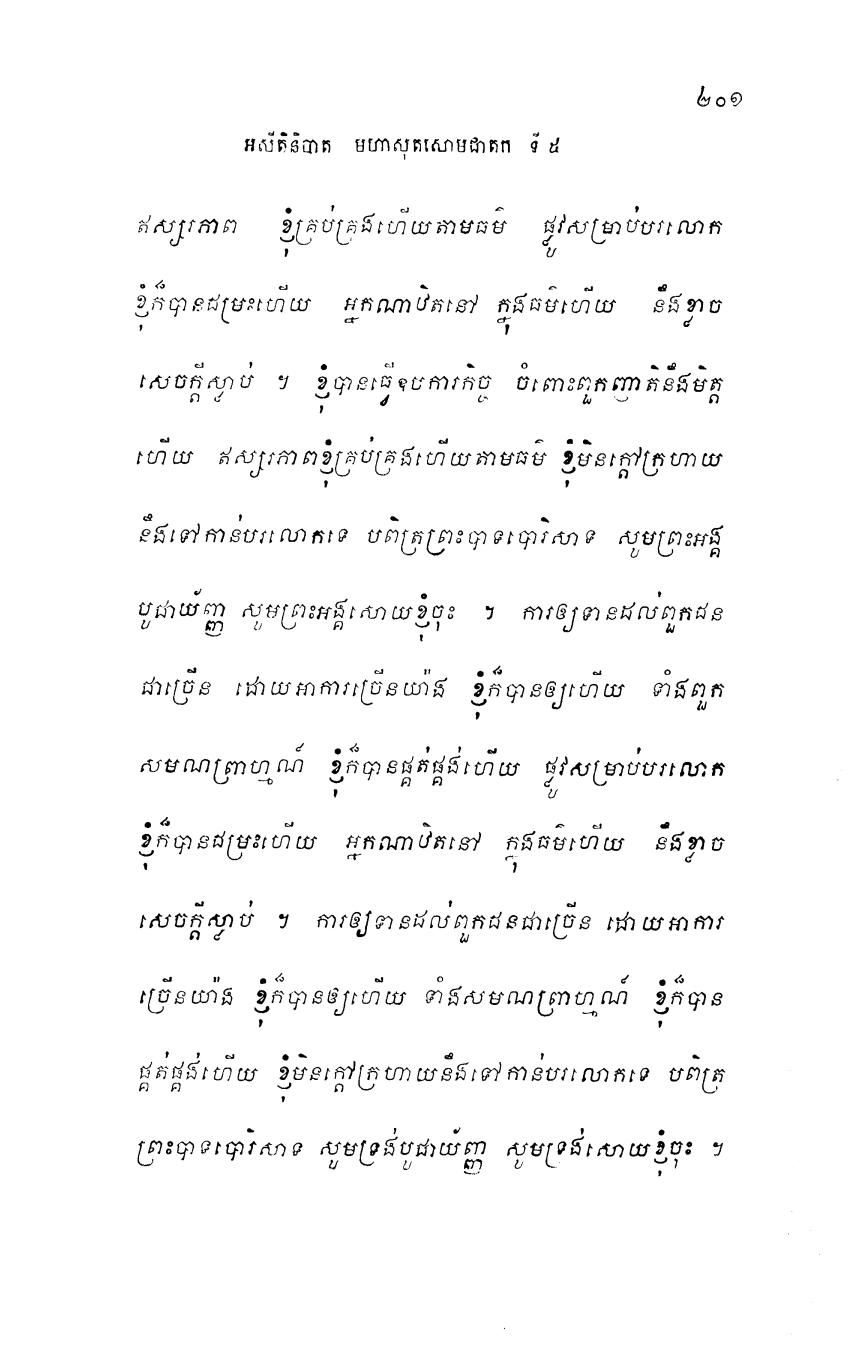 ២០១
អសីតិនិបាត មហាសុតសោមជាតក ទី ៥
ឥស្សរភាព ខ្ញុំគ្រប់គ្រងហើយតាមធម៌ ផ្លូវសម្រាប់បរលោក
ខ្ញុំក៏បានជម្រះហើយ អ្នកណាឋិតនៅ ក្នុងធម៌ហើយ នឹងខ្លាច
សេចក្តីស្លាប់ ។ ខ្ញុំបានធ្វើឧបការកិច្ច ចំពោះពួកញាតិនឹងមិត្ត
ហើយ ឥស្សរភាពខ្ញុំគ្រប់គ្រងហើយតាមធម៌ ខ្ញុំមិនក្តៅក្រហាយ
នឹងទៅកាន់បរលោកទេ បពិត្រព្រះបាទបោរិសាទ សូមព្រះអង្គ
បូជាយ័ញ្ញ សូមព្រះអង្គសោយខ្ញុំចុះ ។ ការឲ្យទានដល់ពួកជន
ជាច្រើន ដោយអាការច្រើនយ៉ាង ខ្ញុំក៏បានឲ្យហើយ ទាំងពួក
សមណព្រាហ្មណ៍ ខ្ញុំក៏បានផ្គត់ផ្គង់ហើយ ផ្លូវសម្រាប់បរលោក
ខ្ញុំក៏បានជម្រះហើយ អ្នកណាឋិតនៅ ក្នុងធម៌ហើយ នឹងខ្លាច
សេចក្តីស្លាប់ ។ ការឲ្យទានដល់ពួកជនជាច្រើន ដោយអាការ
ច្រើនយ៉ាង ខ្ញុំក៏បានឲ្យហើយ ទាំងសមណព្រាហ្មណ៍ ខ្ញុំក៏បាន
ផ្គត់ផ្គង់ហើយ ខ្ញុំមិនក្តៅក្រហាយនឹងទៅកាន់បរលោកទេ បពិត្រ
ព្រះបាទបោរិសាទ សូមទ្រង់បូជាយ័ញ្ញ សូមទ្រង់សោយខ្ញុំចុះ ។